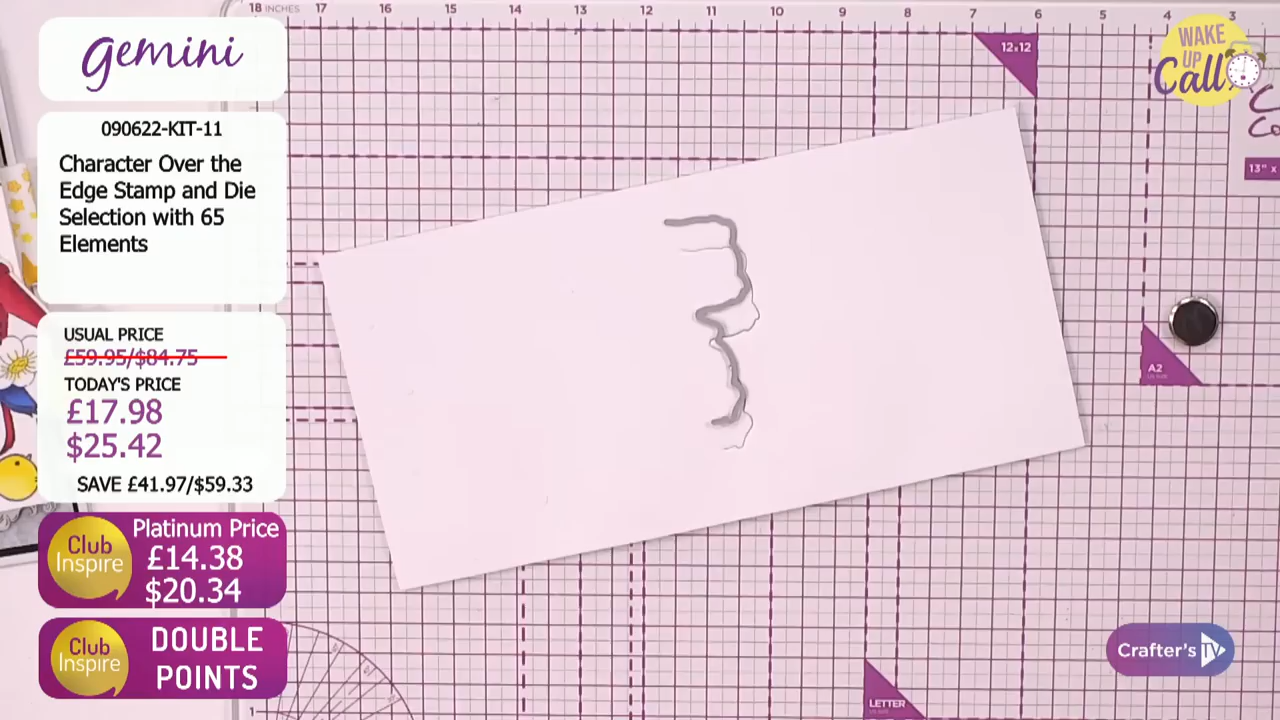 gemini
090622-KIT-11
Character Over the
Edge Stamp and Die
Selection with 65
Elements
USUAL PRICE
£59.95/$84.75
TODAY'S PRICE
£17.98
$25.42
SAVE £41.97/$59.33
Club
Inspire
Platinum Price
£14.38
$20.34
Club
Inspire
DOUBLE
POINTS
18 INCHES 17 16 15 14 13 12 11 10 9 8 7 6 5 4 3
12x12
WAKE
UP
Call
13" x
A2
LETTER
Crafter's TV
1